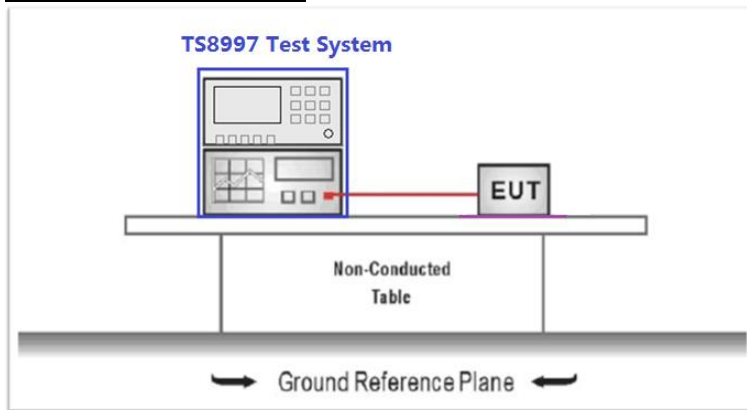 TS8997 Test System
EUT
Non-Conducted
Table
Ground Reference Plane